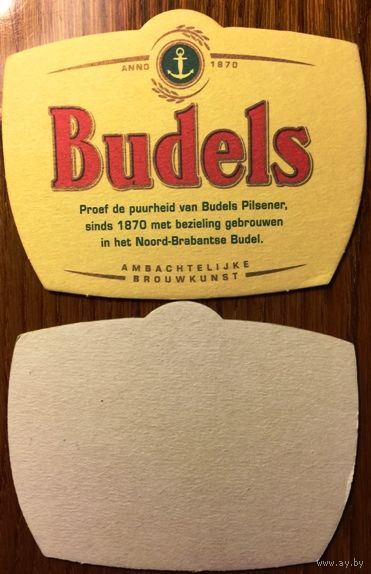 ANNO 1870
Budels
Proef de puurheid van Budels Pilsener,
sinds 1870 met bezieling gebrouwen
in het Noord-Brabantse Budel.
AMBACHTELIJKE
BROUWKUNST
www.ay.by